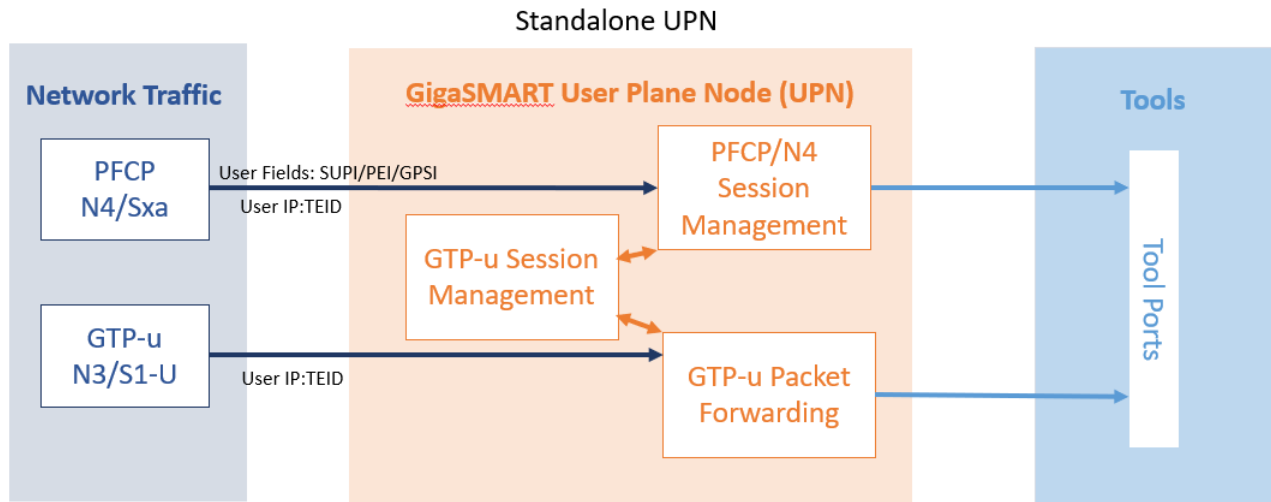 Standalone UPN
Network Traffic
GigaSMART User Plane Node (UPN)
Tools
PFCP
N4/Sxa
User Fields: SUPI/PEI/GPSI
User IP:TEID
PFCP/N4
Session
Management
GTP-u Session
Management
GTP-u
N3/S1-U
User IP:TEID
GTP-u Packet
Forwarding
Tool Ports